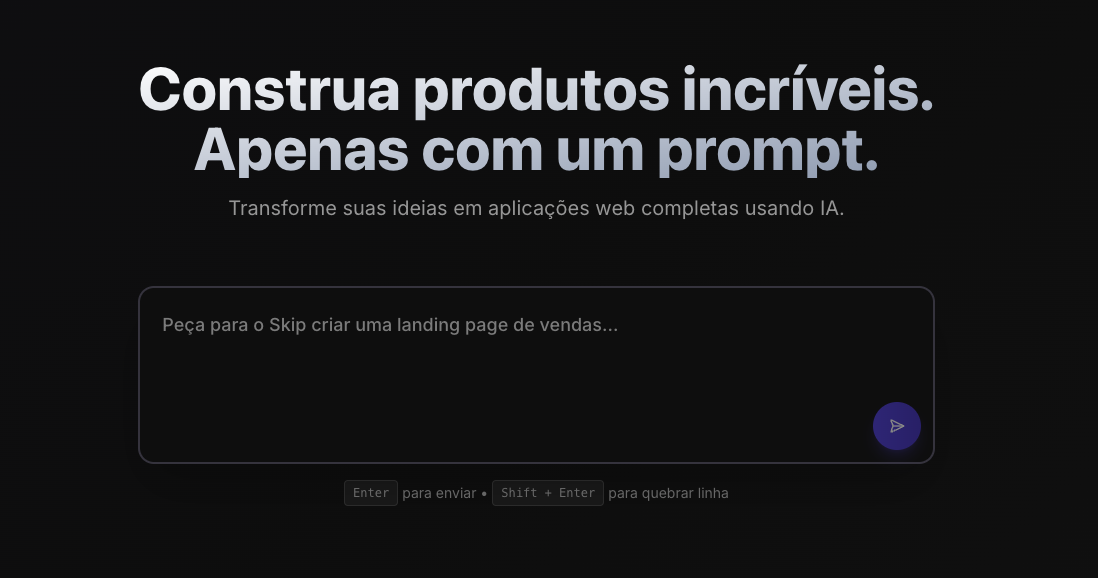 Construa produtos incríveis.
Apenas com um prompt.
Transforme suas ideias em aplicações web completas usando IA.
Peça para o Skip criar uma landing page de vendas...
Enter para enviar • Shift + Enter para quebrar linha